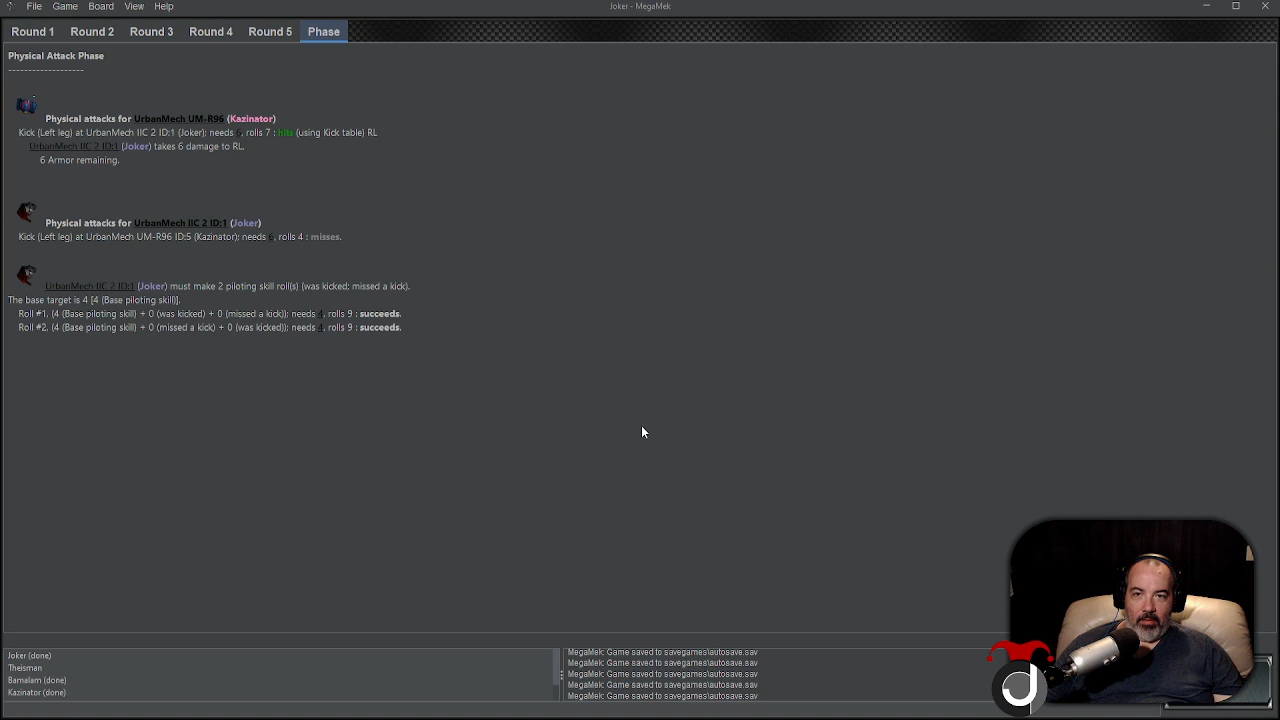 Joker - MegaMek
File Game Board View Help
Round 1 Round 2 Round 3 Round 4 Round 5 Phase
Physical Attack Phase
-------------------
Physical attacks for UrbanMech UM-R96 (Kazinator)
Kick (Left leg) at UrbanMech IIC 2 ID:1 (Joker); needs 6, rolls 7 : hits (using Kick table) RL
UrbanMech IIC 2 ID:1 (Joker) takes 6 damage to RL.
6 Armor remaining.
Physical attacks for UrbanMech IIC 2 ID:1 (Joker)
Kick (Left leg) at UrbanMech UM-R96 ID:5 (Kazinator); needs 6, rolls 4 : misses.
UrbanMech IIC 2 ID:1 (Joker) must make 2 piloting skill roll(s) (was kicked; missed a kick).
The base target is 4 [4 (Base piloting skill)].
Roll #1, (4 (Base piloting skill) + 0 (was kicked) + 0 (missed a kick)); needs 4, rolls 9 : succeeds.
Roll #2, (4 (Base piloting skill) + 0 (missed a kick) + 0 (was kicked)); needs 4, rolls 9 : succeeds.
Joker (done)
Theisman
Bamalam (done)
Kazinator (done)
MegaMek: Game saved to savegames\autosave.sav
MegaMek: Game saved to savegames\autosave.sav
MegaMek: Game saved to savegames\autosave.sav
MegaMek: Game saved to savegames\autosave.sav
MegaMek: Game saved to savegames\autosave.sav